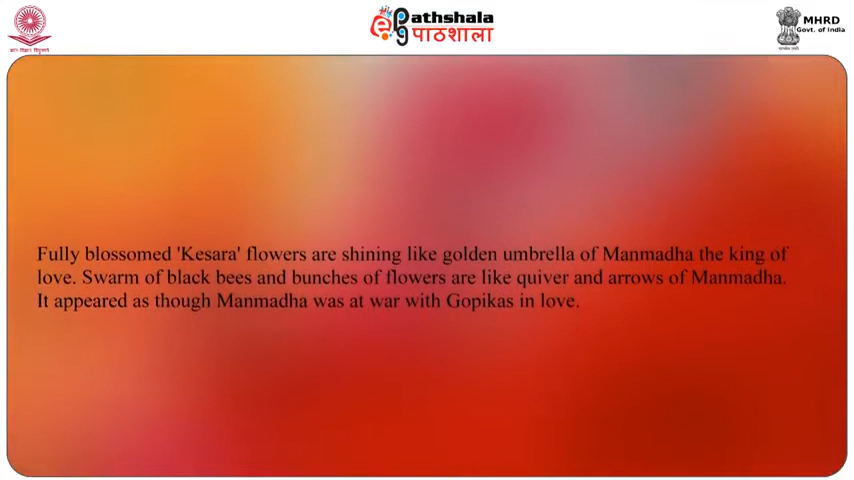 ePathshala
पाठशाला
MHRD
Govt. of India
Fully blossomed 'Kesara' flowers are shining like golden umbrella of Manmadha the king of
love. Swarm of black bees and bunches of flowers are like quiver and arrows of Manmadha.
It appeared as though Manmadha was at war with Gopikas in love.